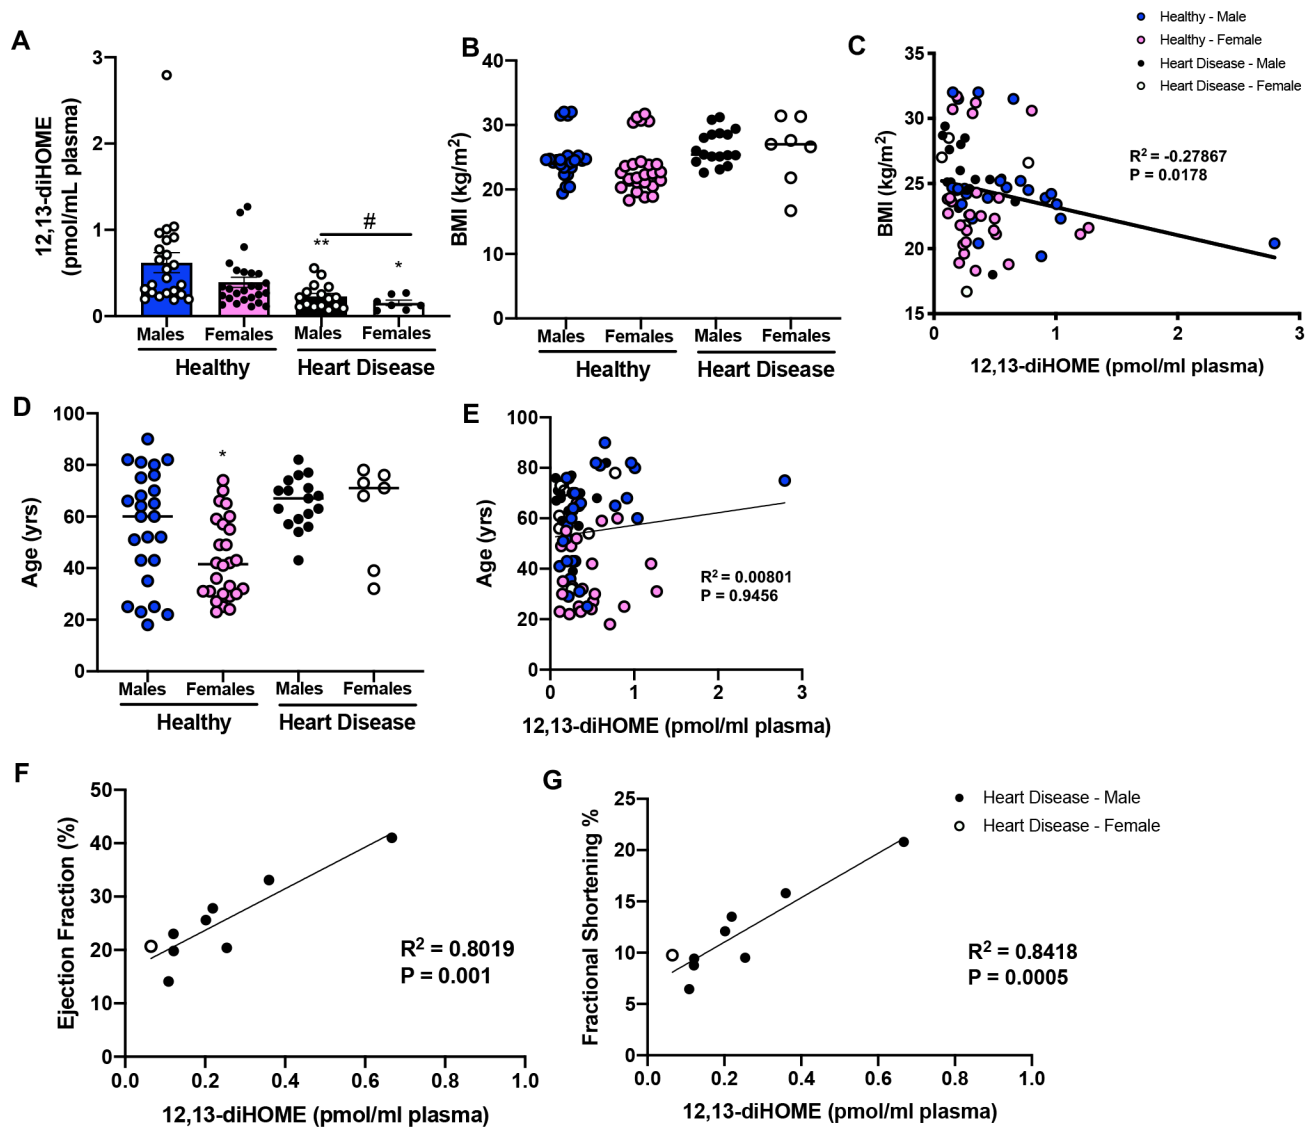 A
12,13-diHOME
(pmol/mL plasma)
3
2
1
0
**
#
*
Males
Females
Males
Females
Healthy
Heart Disease
B
BMI (kg/m2)
40
30
20
10
0
Males
Females
Males
Females
Healthy
Heart Disease
C
Healthy - Male
Healthy - Female
Heart Disease - Male
Heart Disease - Female
BMI (kg/m2)
35
30
25
20
15
R2 = -0.27867
P = 0.0178
0
1
2
3
12,13-diHOME (pmol/ml plasma)
D
Age (yrs)
100
80
60
40
20
0
*
Males
Females
Males
Females
Healthy
Heart Disease
E
Age (yrs)
100
80
60
40
20
0
R2 = 0.00801
P = 0.9456
0
1
2
3
12,13-diHOME (pmol/ml plasma)
F
Ejection Fraction (%)
50
40
30
20
10
0
R2 = 0.8019
P = 0.001
0.0
0.2
0.4
0.6
0.8
1.0
12,13-diHOME (pmol/ml plasma)
G
Fractional Shortening %
25
20
15
10
5
0
Heart Disease - Male
Heart Disease - Female
R2 = 0.8418
P = 0.0005
0.0
0.2
0.4
0.6
0.8
1.0
12,13-diHOME (pmol/ml plasma)